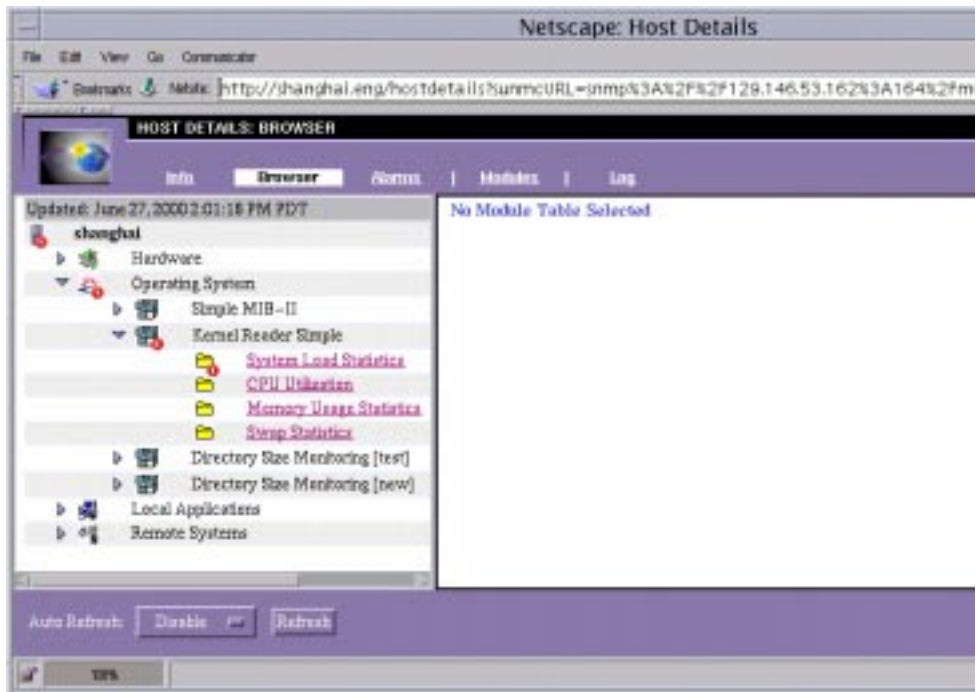 Netscape: Host Details
File Edit View Go Communicator
Bookmarks Netsite: http://shanghai.eng/hostdetails?sunmcURL=snmp%3A%2F%2F129.146.53.162%3A164%2Fm
HOST DETAILS: BROWSER
Info Browser Alarms | Modules | Log
Updated: June 27, 2000 2:01:18 PM PDT
No Module Table Selected
shanghai
Hardware
Operating System
Simple MIB-II
Kernel Reader Simple
System Load Statistics
CPU Utilization
Memory Usage Statistics
Swap Statistics
Directory Size Monitoring [test]
Directory Size Monitoring [new]
Local Applications
Remote Systems
Auto Refresh: Disable Refresh